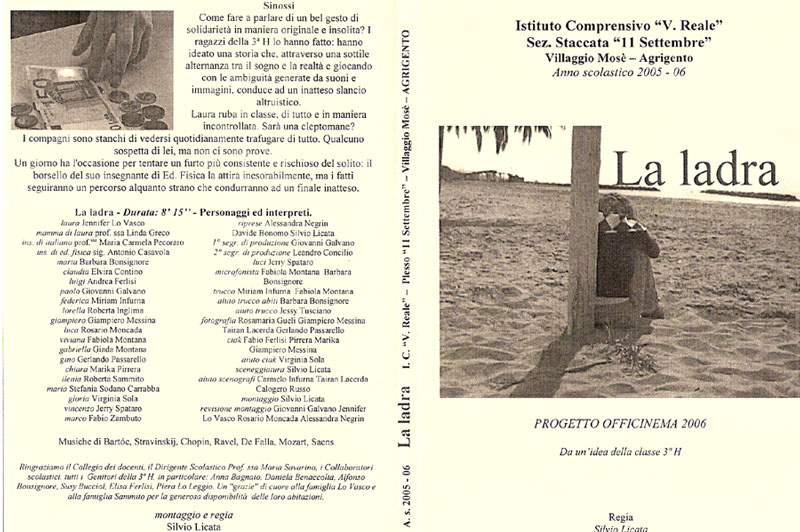 Sinossi
Come fare a parlare di un bel gesto di
solidarietà in maniera originale e insolita? I
ragazzi della 3ª H lo hanno fatto: hanno
ideato una storia che, attraverso una sottile
alternanza tra il sogno e la realtà e giocando
con le ambiguità generate da suoni e
immagini, conduce ad un inatteso slancio
altruistico.
Laura ruba in classe, di tutto e in maniera
incontrollata. Sarà una cleptomane?
I compagni sono stanchi di vedersi quotidianamente trafugare di tutto. Qualcuno
sospetta di lei, ma non ci sono prove.
Un giorno ha l'occasione per tentare un furto più consistente e rischioso del solito: il
borsello del suo insegnante di Ed. Fisica la attira inesorabilmente, ma i fatti
seguiranno un percorso alquanto strano che condurranno ad un finale inatteso.
La ladra - Durata: 8' 15'' - Personaggi ed interpreti.
laura Jennifer Lo Vasco
mamma di laura prof. ssa Linda Greco
ins. di italiano prof.ssa Maria Carmela Pecoraro
ins. di ed. fisica sig. Antonio Casavola
marta Barbara Bonsignore
claudia Elvira Contino
luigi Andrea Ferlisi
paolo Giovanni Galvano
federica Miriam Infurna
lorella Roberta Inglima
giampiero Giampiero Messina
luca Rosario Moncada
viviana Fabiola Montana
gabriella Giada Montana
gino Gerlando Passarello
chiara Marika Pirrera
ilenia Roberta Sammito
maria Stefania Sodano Carrabba
gloria Virginia Sola
vincenzo Jerry Spataro
marco Fabio Zambuto
riprese Alessandra Negrin
Davide Bonomo Silvio Licata
1° segr. di produzione Giovanni Galvano
2° segr. di produzione Leandro Concilio
luci Jerry Spataro
microfonista Fabiola Montana Barbara
Bonsignore
trucco Miriam Infurna Fabiola Montana
aiuto trucco abiti Barbara Bonsignore
aiuto trucco Jessy Tusciano
fotografia Rosamaria Gueli Giampiero Messina
Tairan Lacerda Gerlando Passarello
ciak Fabio Ferlisi Pirrera Marika
Giampiero Messina
aiuto ciak Virginia Sola
sceneggiatura Silvio Licata
aiuto scenografi Carmelo Infurna Tairan Lacerda
Calogero Russo
montaggio Silvio Licata
revisione montaggio Giovanni Galvano Jennifer
Lo Vasco Rosario Moncada Alessandra Negrin
Musiche di Bartóc, Stravinskij, Chopin, Ravel, De Falla, Mozart, Saens.
Ringraziamo il Collegio dei docenti, il Dirigente Scolastico Prof. ssa Maria Savarino, i Collaboratori
scolastici, tutti i Genitori della 3ª H, in particolare: Anna Bagnato, Daniela Benaccolta, Alfonso
Bonsignore, Susy Bucciol, Elisa Ferlisi, Piera Lo Leggio. Un "grazie" di cuore alla famiglia Lo Vasco e
alla famiglia Sammito per la generosa disponibilità delle loro abitazioni.
montaggio e regia
Silvio Licata
A. s. 2005 - 06 La ladra I. C. "V. Reale" – Plesso "11 Settembre" – Villaggio Mosè – AGRIGENTO
Istituto Comprensivo "V. Reale"
Sez. Staccata "11 Settembre"
Villaggio Mosè – Agrigento
Anno scolastico 2005 - 06
La ladra
PROGETTO OFFICINEMA 2006
Da un'idea della classe 3ª H
Regia
Silvio Licata